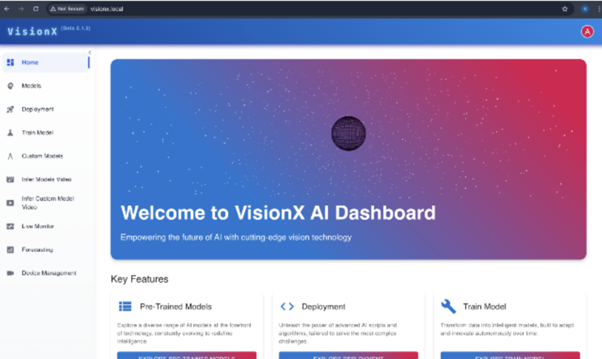 Not Secure visionx.local
VisionX (Beta 0.1.0)
A
Home
Models
Deployment
Train Model
Custom Models
Infer Models Video
Infer Custom Model
Video
Live Monitor
Forecasting
Device Management
Welcome to VisionX AI Dashboard
Empowering the future of AI with cutting-edge vision technology
Key Features
Pre-Trained Models
Explore a diverse range of AI models at the forefront
of technology, constantly evolving to redefine
intelligence.
EXPLORE PRE-TRAINED MODELS
Deployment
Unleash the power of advanced AI scripts and
algorithms, tailored to solve the most complex
challenges.
EXPLORE DEPLOYMENT
Train Model
Transform data into intelligent models, built to adapt
and innovate autonomously over time.
EXPLORE TRAIN MODEL